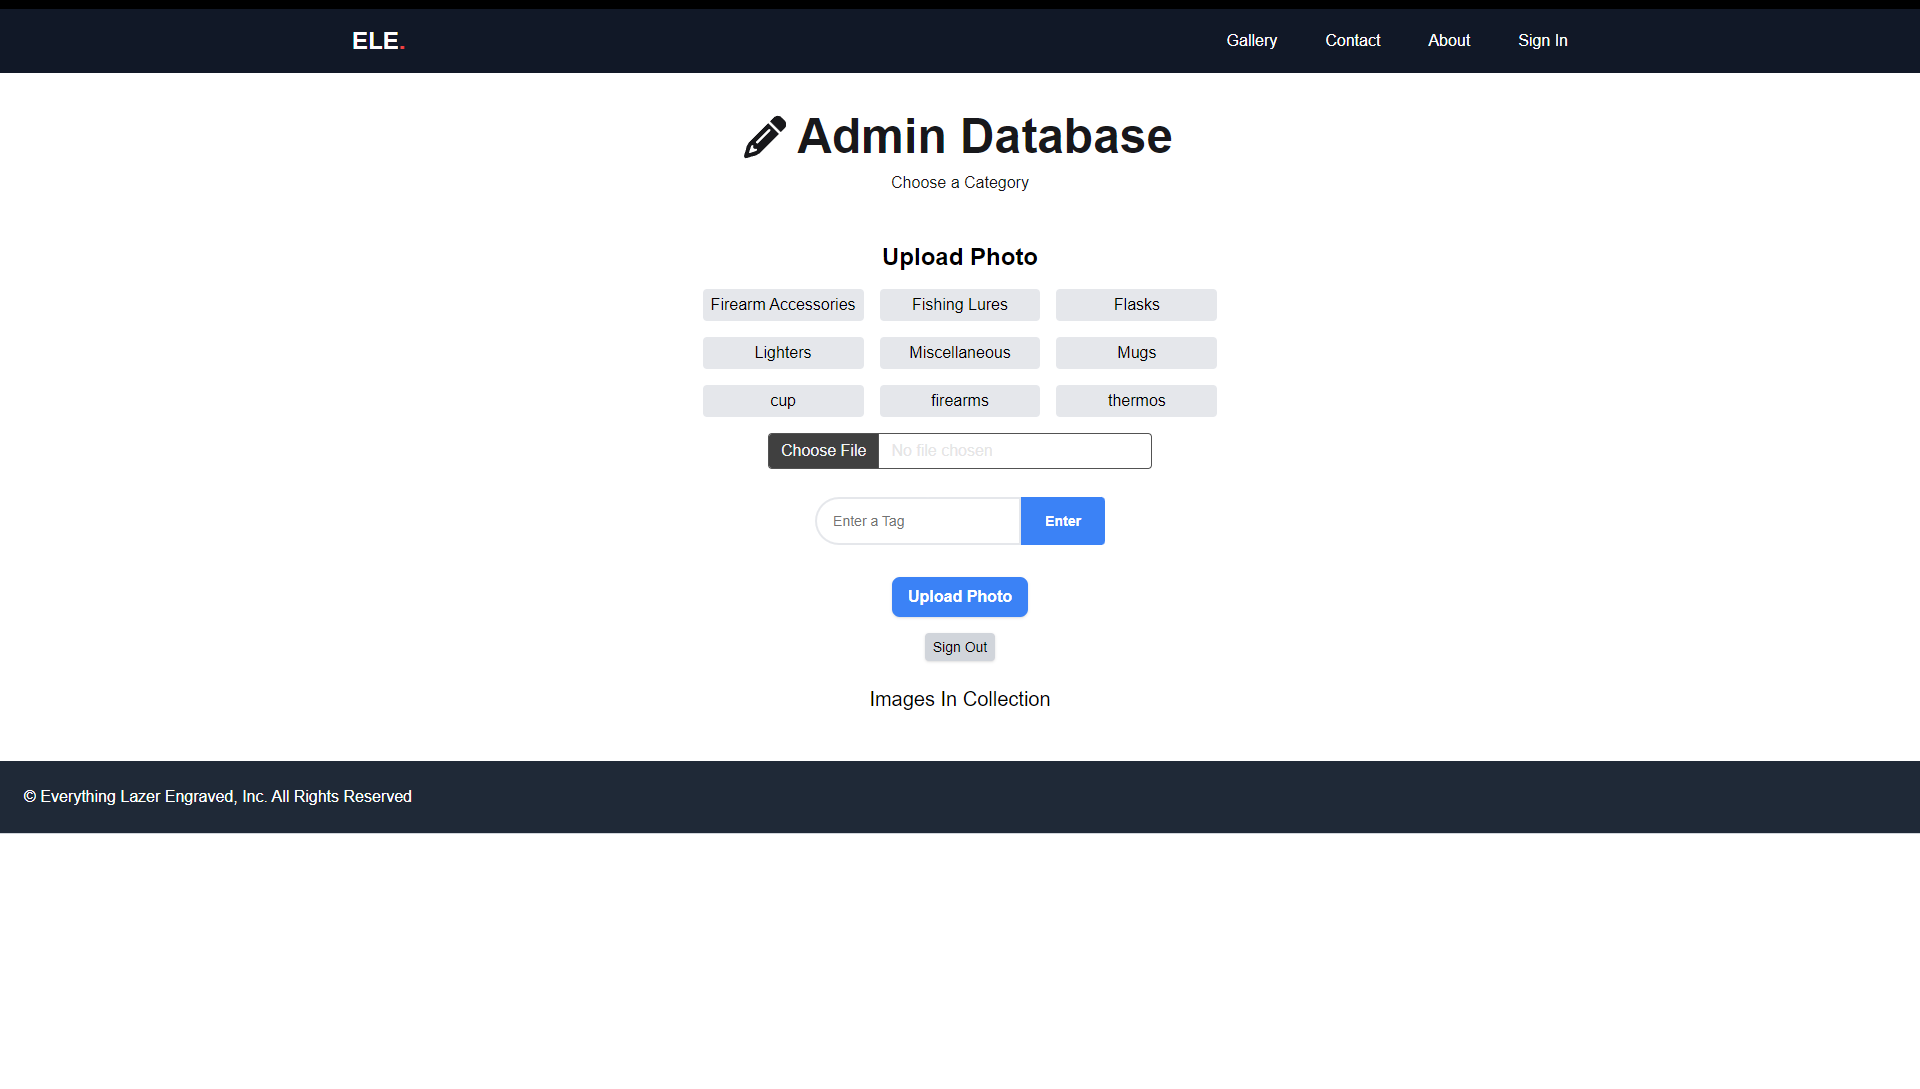 ELE.
Gallery Contact About Sign In
Admin Database
Choose a Category
Upload Photo
Firearm Accessories Fishing Lures Flasks
Lighters Miscellaneous Mugs
cup firearms thermos
Choose File No file chosen
Enter a Tag Enter
Upload Photo
Sign Out
Images In Collection
© Everything Lazer Engraved, Inc. All Rights Reserved